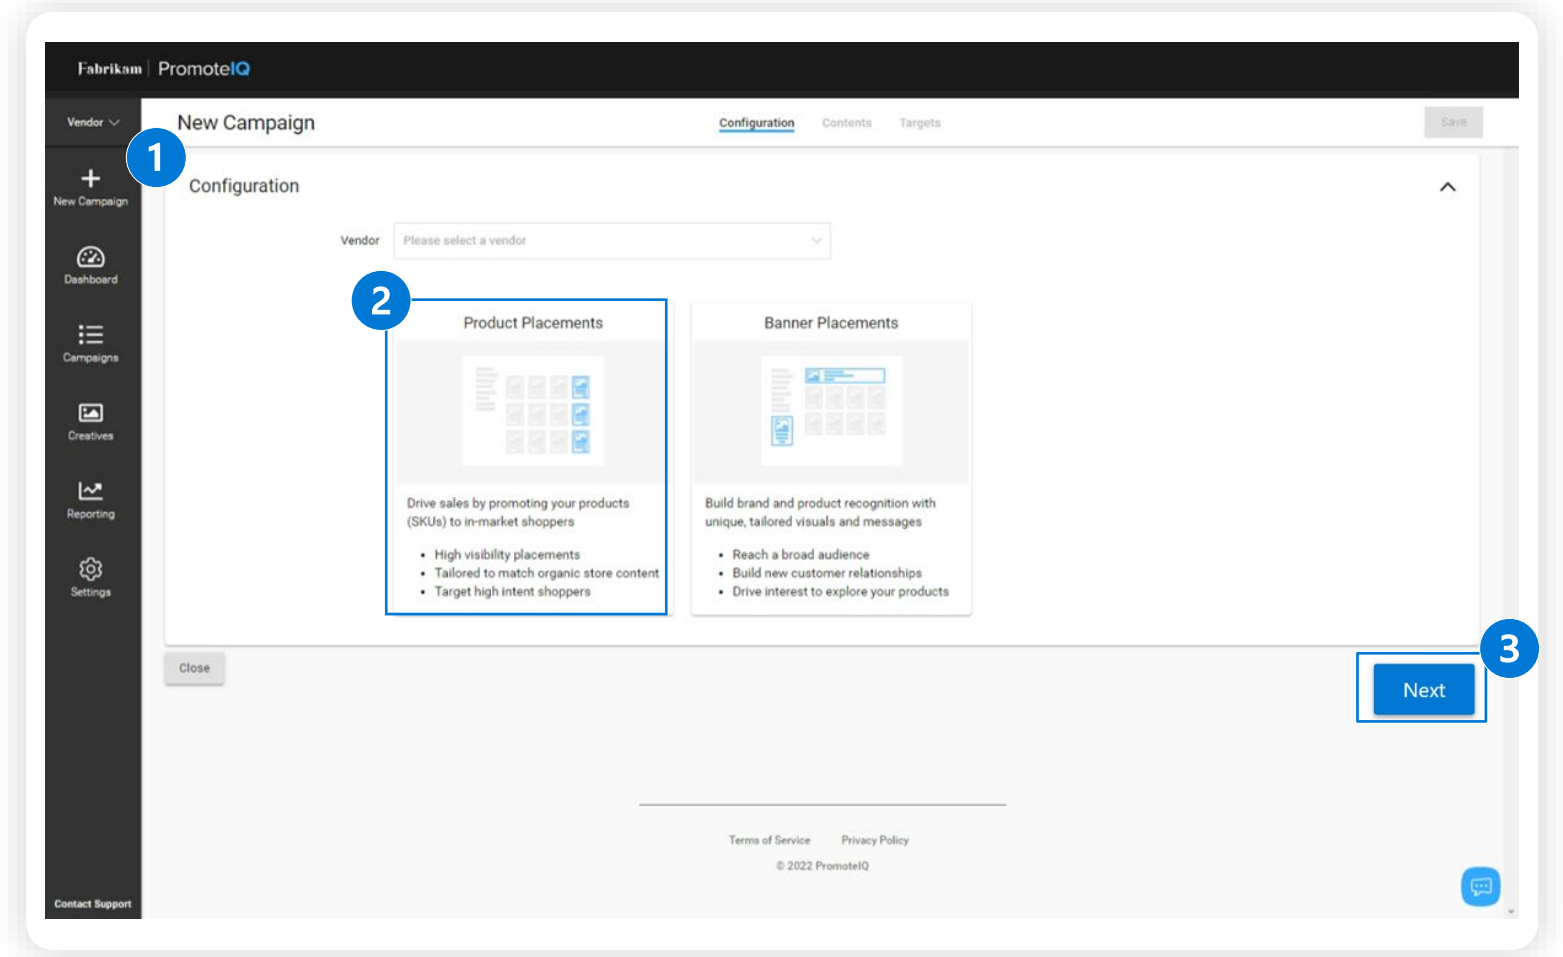 Fabrikam | PromoteIQ
Vendor
New Campaign
Configuration
Contents
Targets
Save
1
New Campaign
Dashboard
Campaigns
Creatives
Reporting
Settings
Contact Support
Configuration
Vendor
Please select a vendor
2
Product Placements
Drive sales by promoting your products
(SKUs) to in-market shoppers
• High visibility placements
• Tailored to match organic store content
• Target high intent shoppers
Banner Placements
Build brand and product recognition with
unique, tailored visuals and messages
• Reach a broad audience
• Build new customer relationships
• Drive interest to explore your products
Close
3
Next
Terms of Service
Privacy Policy
© 2022 PromoteIQ